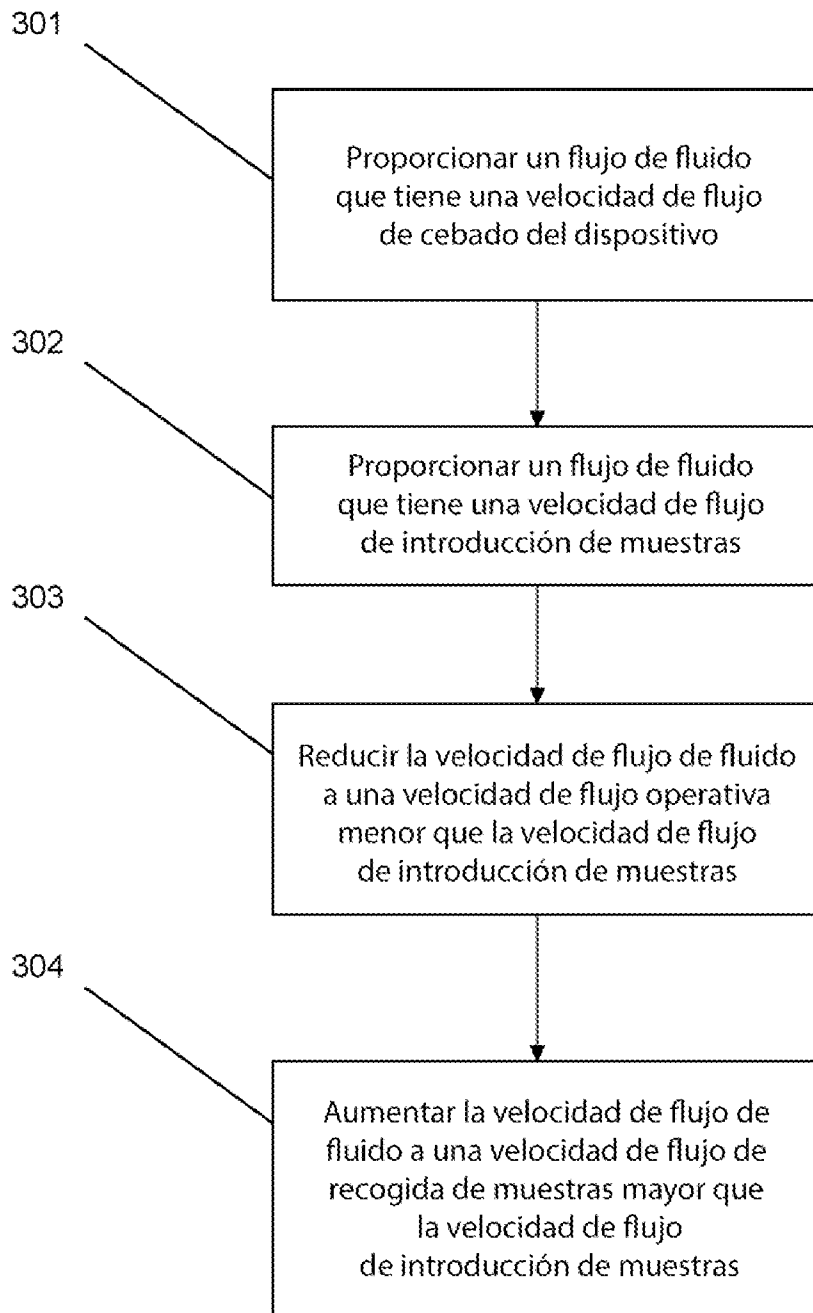 301
Proporcionar un flujo de fluido
que tiene una velocidad de flujo
de cebado del dispositivo
302
Proporcionar un flujo de fluido
que tiene una velocidad de flujo
de introducción de muestras
303
Reducir la velocidad de flujo de fluido
a una velocidad de flujo operativa
menor que la velocidad de flujo
de introducción de muestras
304
Aumentar la velocidad de flujo de
fluido a una velocidad de flujo de
recogida de muestras mayor que
la velocidad de flujo
de introducción de muestras